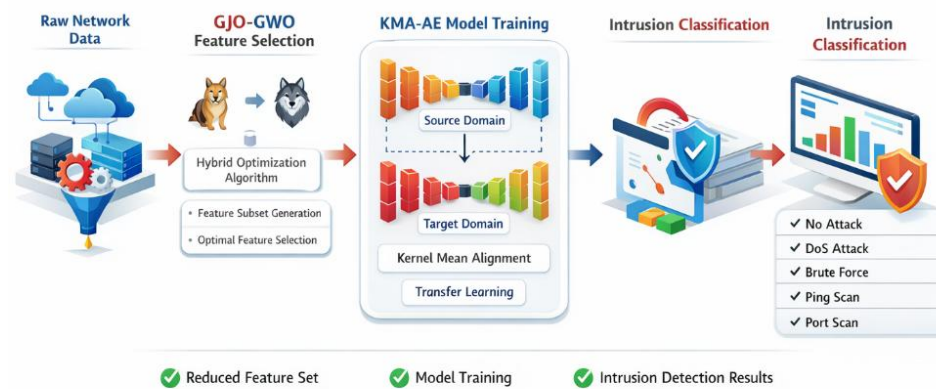 Raw Network
Data
GJO-GWO
Feature Selection
Hybrid Optimization
Algorithm
• Feature Subset Generation
• Optimal Feature Selection
KMA-AE Model Training
Source Domain
Target Domain
Kernel Mean Alignment
Transfer Learning
Intrusion Classification
Intrusion
Classification
✓ No Attack
✓ DoS Attack
✓ Brute Force
✓ Ping Scan
✓ Port Scan
Reduced Feature Set
Model Training
Intrusion Detection Results